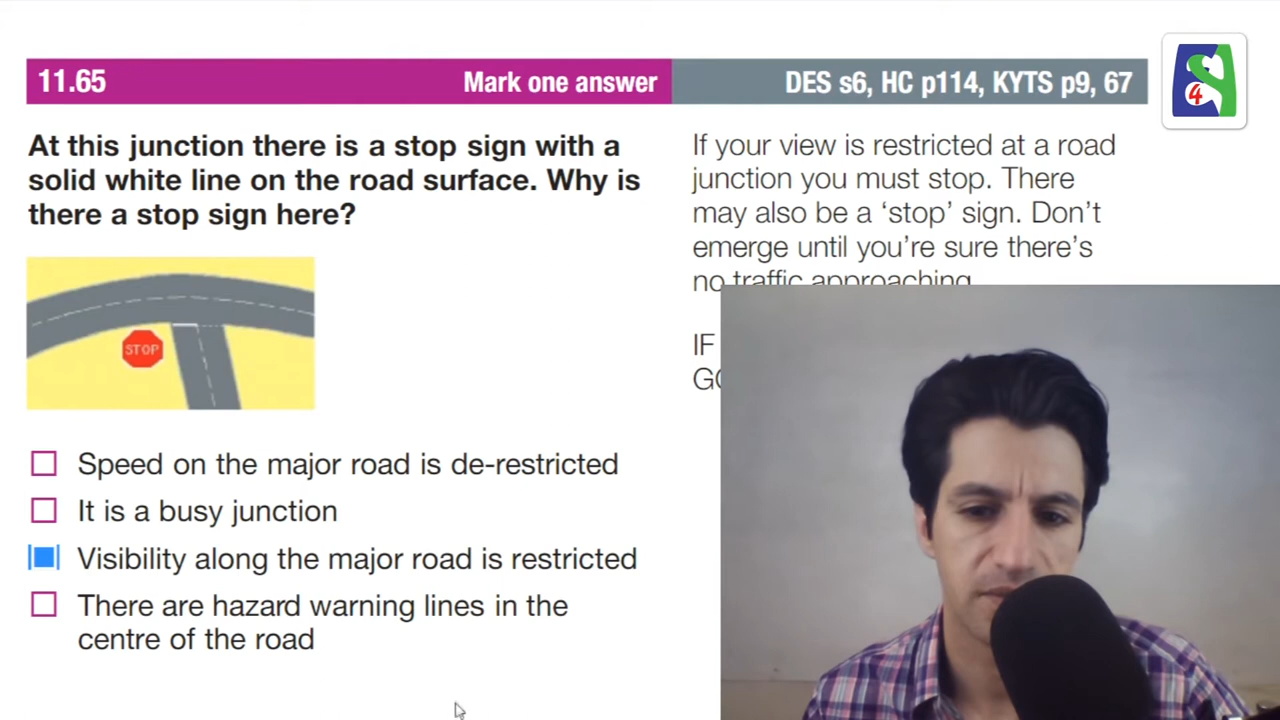 11.65 Mark one answer DES s6, HC p114, KYTS p9, 67
4
At this junction there is a stop sign with a
solid white line on the road surface. Why is
there a stop sign here?
STOP
Speed on the major road is de-restricted
It is a busy junction
Visibility along the major road is restricted
There are hazard warning lines in the
centre of the road
If your view is restricted at a road
junction you must stop. There
may also be a ‘stop’ sign. Don’t
emerge until you’re sure there’s
no traffic approaching.
IF